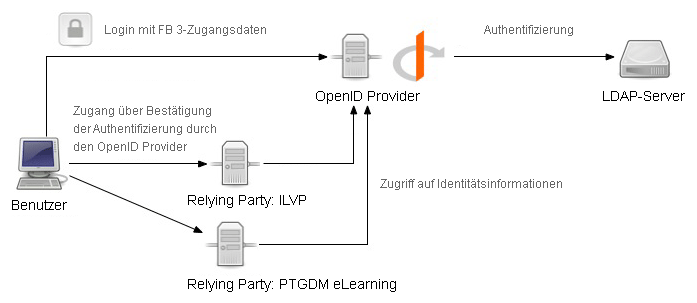 Login mit FB 3-Zugangsdaten
Authentifizierung
OpenID Provider
LDAP-Server
Zugang über Bestätigung
der Authentifizierung durch
den OpenID Provider
Benutzer
Relying Party: ILVP
Zugriff auf Identitätsinformationen
Relying Party: PTGDM eLearning